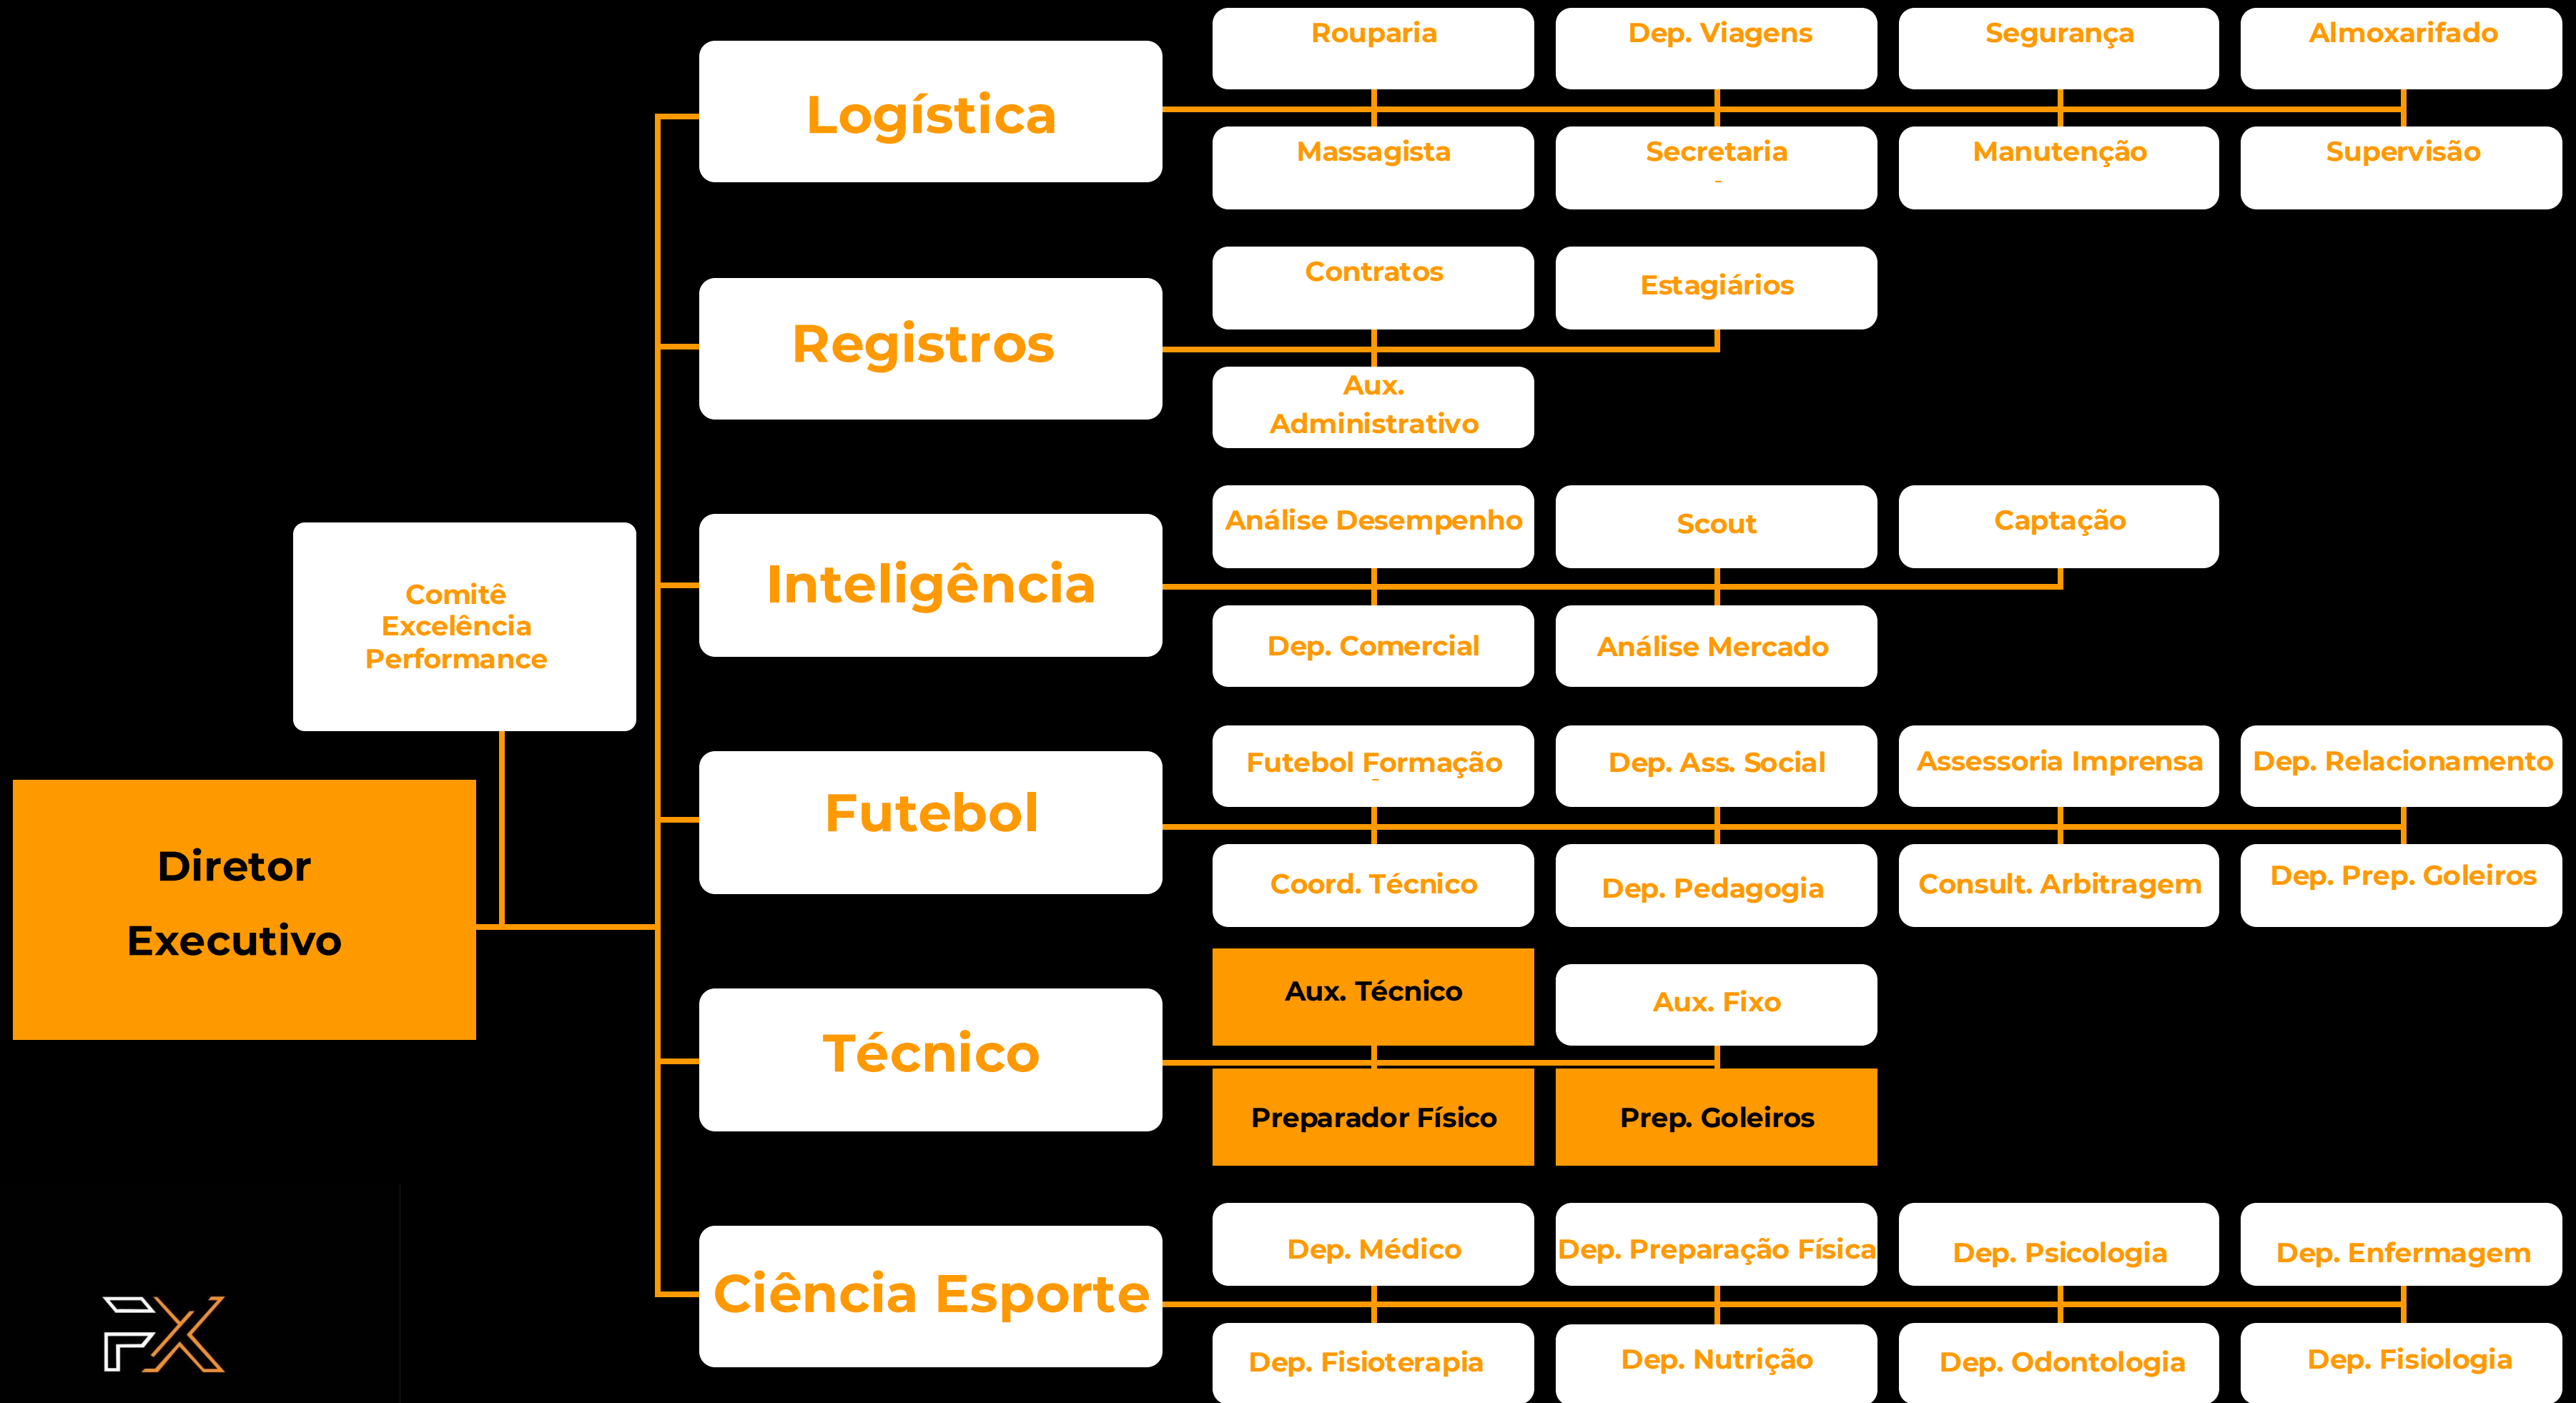 Rouparia
Dep. Viagens
Segurança
Almoxarifado
Logística
Massagista
Secretaria
-
Manutenção
Supervisão
Contratos
Estagiários
Registros
Aux.
Administrativo
Análise Desempenho
Scout
Captação
Inteligência
Dep. Comercial
Análise Mercado
Comitê
Excelência
Performance
Futebol Formação
-
Dep. Ass. Social
Assessoria Imprensa
Dep. Relacionamento
Futebol
Coord. Técnico
Dep. Pedagogia
Consult. Arbitragem
Dep. Prep. Goleiros
Diretor
Executivo
Aux. Técnico
Aux. Fixo
Técnico
Preparador Físico
Prep. Goleiros
Dep. Médico
Dep. Preparação Física
Dep. Psicologia
Dep. Enfermagem
Ciência Esporte
Dep. Fisioterapia
Dep. Nutrição
Dep. Odontologia
Dep. Fisiologia
FX